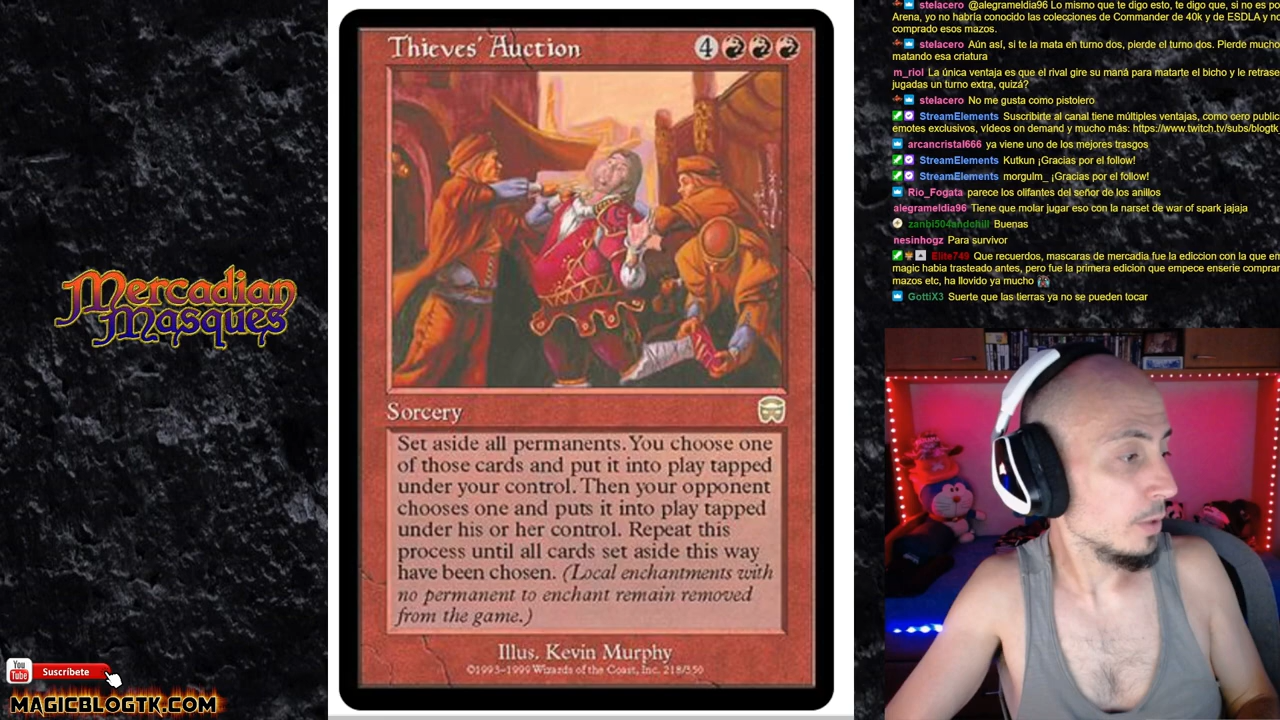 Mercadian
Masques
You
Tube
Suscríbete
MAGICBLOGTK.COM
Thieves' Auction
4
Sorcery
Set aside all permanents. You choose one
of those cards and put it into play tapped
under your control. Then your opponent
chooses one and puts it into play tapped
under his or her control. Repeat this
process until all cards set aside this way
have been chosen. (Local enchantments with
no permanent to enchant remain removed
from the game.)
Illus. Kevin Murphy
©1993-1999 Wizards of the Coast, Inc. 218/350
stelacero @alegrameldia96 Lo mismo que te digo esto, te digo que, si no es po
Arena, yo no habría conocido las colecciones de Commander de 40k y de ESDLA y no
comprado esos mazos.
stelacero Aún así, si te la mata en turno dos, pierde el turno dos. Pierde mucho
matando esa criatura
m_riol La única ventaja es que el rival gire su maná para matarte el bicho y le retrase
jugadas un turno extra, quizá?
stelacero No me gusta como pistolero
StreamElements Suscribirte al canal tiene múltiples ventajas, como cero public
emotes exclusivos, vídeos on demand y mucho más: https://www.twitch.tv/subs/blogtk
arcancristal666 ya viene uno de los mejores trasgos
StreamElements Kutkun ¡Gracias por el follow!
StreamElements morgulm_ ¡Gracias por el follow!
Rio_Fogata parece los olifantes del señor de los anillos
alegrameldia96 Tiene que molar jugar eso con la narset de war of spark jajaja
zanbi504andchill Buenas
nesinhogz Para survivor
Elite749 Que recuerdos, mascaras de mercadia fue la ediccion con la que em
magic habia trasteado antes, pero fue la primera edicion que empece enserie comprar
mazos etc, ha llovido ya mucho
GottiX3 Suerte que las tierras ya no se pueden tocar